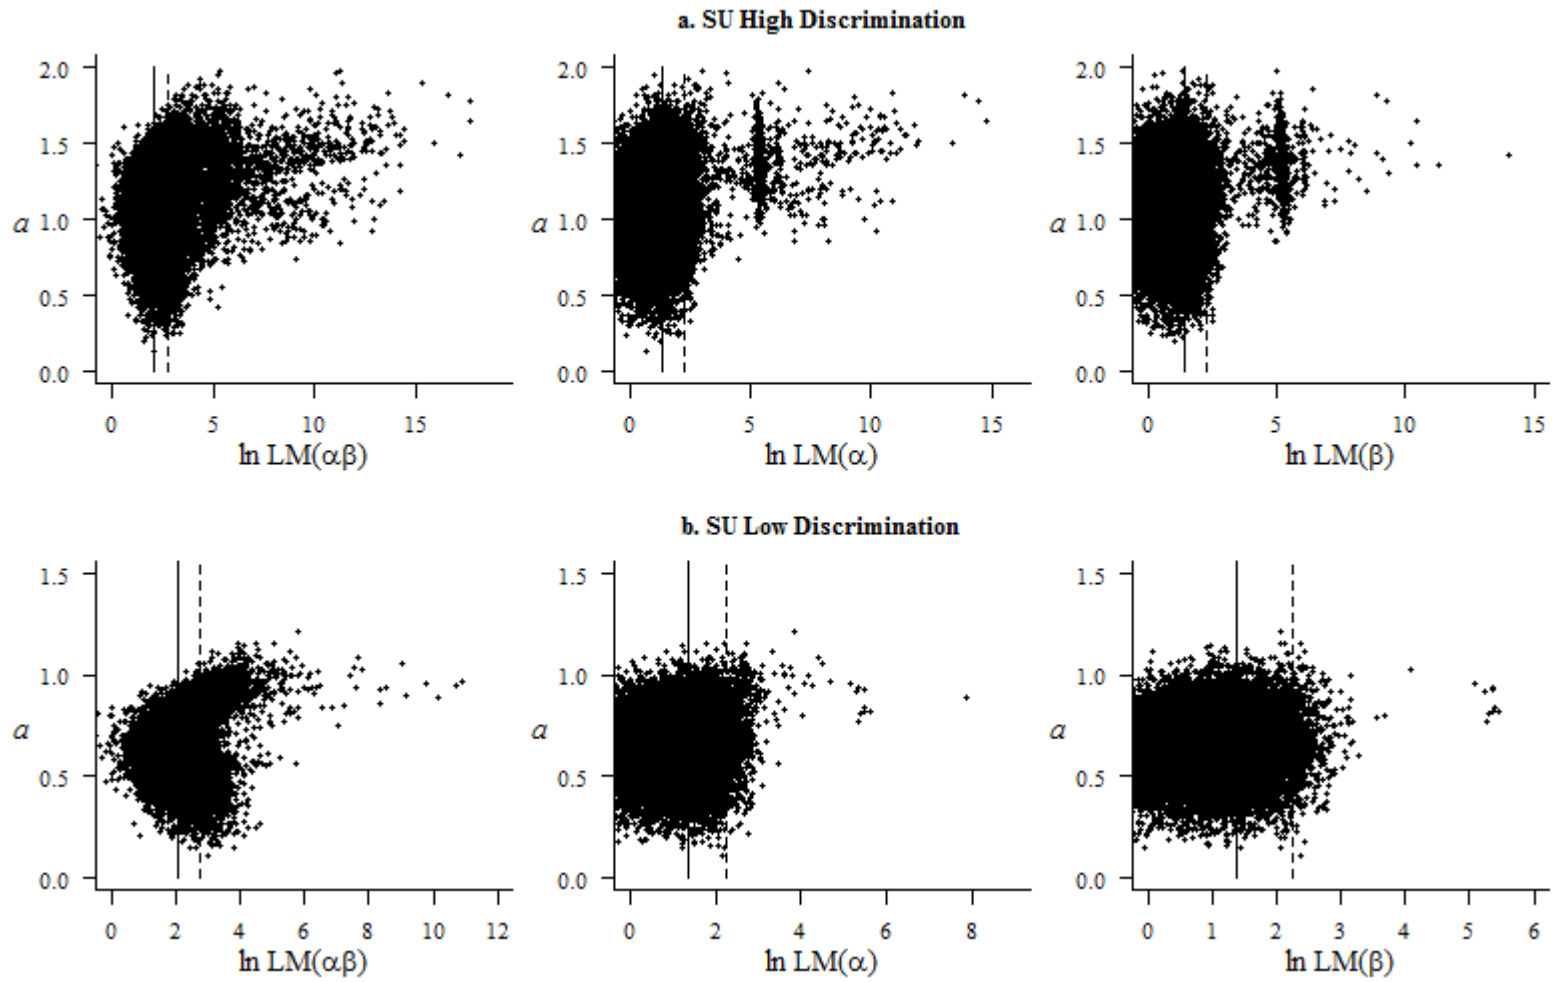 a. SU High Discrimination
2.0 2.0 2.0
1.5 1.5 1.5
a 1.0 a 1.0 a 1.0
0.5 0.5 0.5
0.0 0.0 0.0
0 5 10 15 0 5 10 15 0 5 10 15
ln LM(αβ) ln LM(α) ln LM(β)
b. SU Low Discrimination
1.5 1.5 1.5
1.0 1.0 1.0
a a a
0.5 0.5 0.5
0.0 0.0 0.0
0 2 4 6 8 10 12 0 2 4 6 8 0 1 2 3 4 5 6
ln LM(αβ) ln LM(α) ln LM(β)